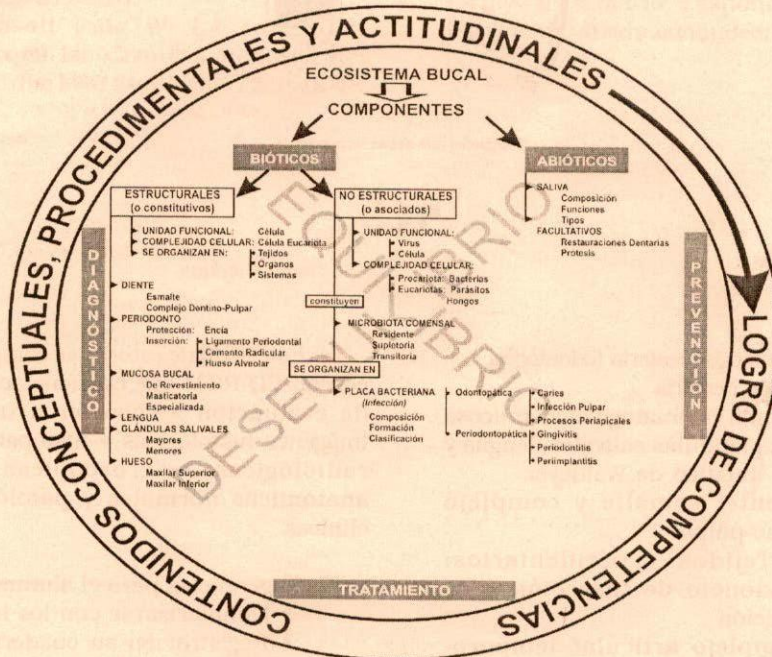 CONTENIDOS CONCEPTUALES, PROCEDIMENTALES Y ACTITUDINALES
LOGRO DE COMPETENCIAS
ECOSISTEMA BUCAL
COMPONENTES
BIÓTICOS
ABIÓTICOS
ESTRUCTURALES
(o constitutivos)
UNIDAD FUNCIONAL: Célula
COMPLEJIDAD CELULAR: Célula Eucariota
SE ORGANIZAN EN: Tejidos
Organos
Sistemas
DIENTE
Esmalte
Complejo Dentino-Pulpar
PERIODONTO
Protección: Encía
Inserción: Ligamento Periodontal
Cemento Radicular
Hueso Alveolar
MUCOSA BUCAL
De Revestimiento
Masticatoria
Especializada
LENGUA
GLÁNDULAS SALIVALES
Mayores
Menores
HUESO
Maxilar Superior
Maxilar Inferior
NO ESTRUCTURALES
(o asociados)
UNIDAD FUNCIONAL:
Virus
Célula
COMPLEJIDAD CELULAR:
Procariota: Bacterias
Eucariotas: Parásitos
Hongos
constituyen
MICROBIOTA COMENSAL
Residente
Supletoria
Transitoria
SE ORGANIZAN EN
PLACA BACTERIANA
(Infección)
Composición
Formación
Clasificación
Odontopática
Caries
Infección Pulpar
Procesos Periapicales
Periodontopática
Gingivitis
Periodontitis
Periimplantitis
SALIVA
Composición
Funciones
Tipos
FACULTATIVOS
Restauraciones Dentarias
Protesis
DIAGNÓSTICO
PREVENCIÓN
TRATAMIENTO
EQUILIBRIO
DESEQUILIBRIO